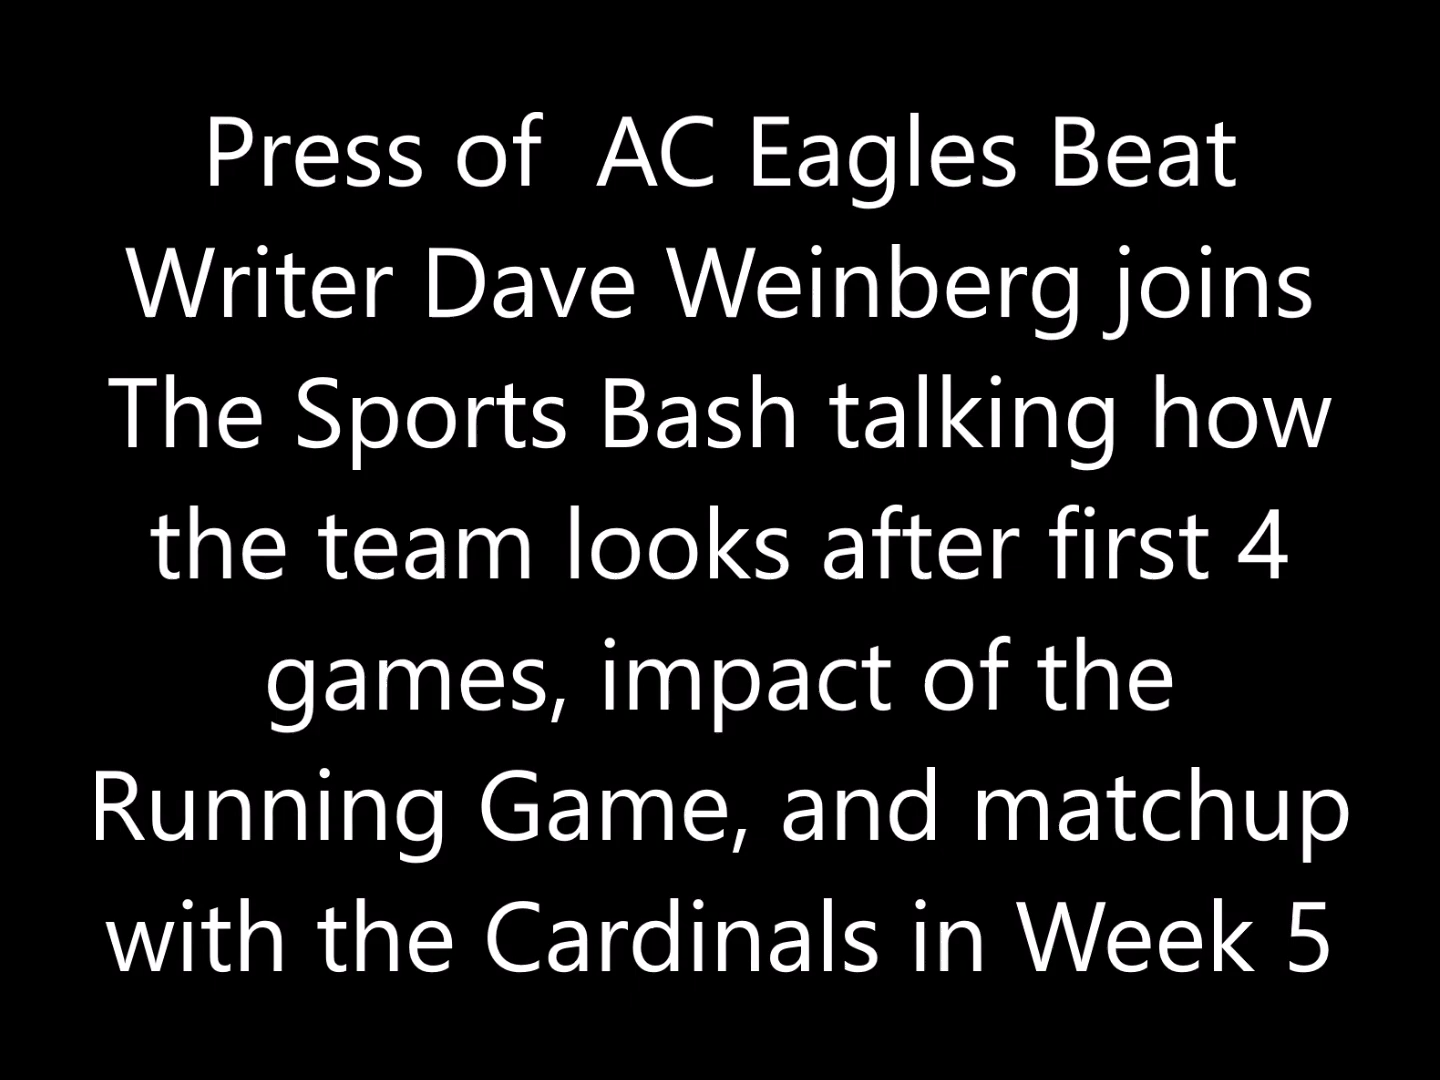 Press of  AC Eagles Beat
Writer Dave Weinberg joins
The Sports Bash talking how
the team looks after first 4
games, impact of the
Running Game, and matchup
with the Cardinals in Week 5